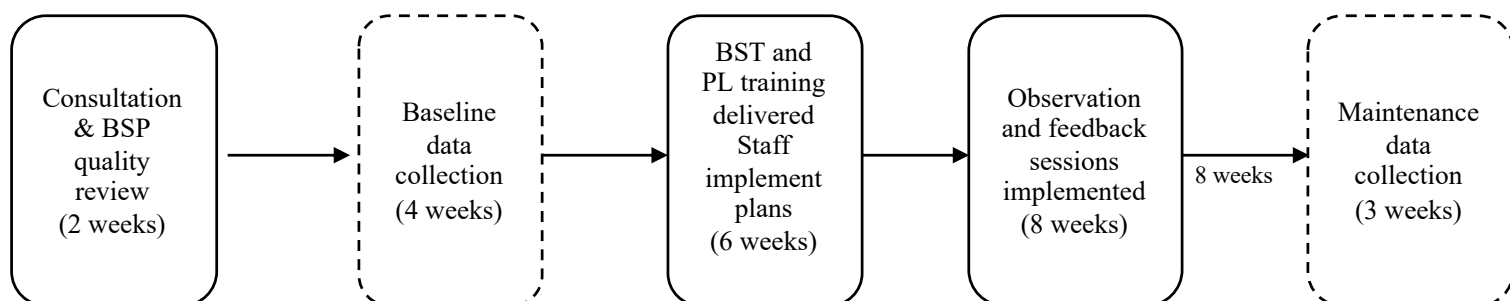 Consultation
& BSP
quality
review
(2 weeks)
Baseline
data
collection
(4 weeks)
BST and
PL training
delivered
Staff
implement
plans
(6 weeks)
Observation
and feedback
sessions
implemented
(8 weeks)
8 weeks
Maintenance
data
collection
(3 weeks)